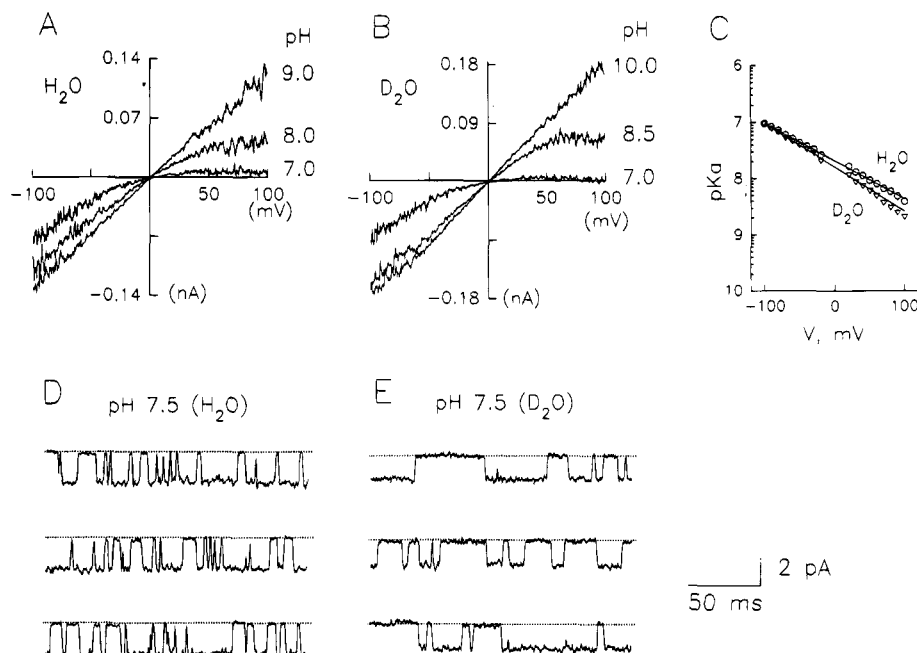 A
H₂O
pH
0.14
9.0
0.07
8.0
7.0
-100
50
100
(mV)
-0.14
(nA)
B
D₂O
pH
0.18
10.0
0.09
8.5
7.0
-100
50
100
(mV)
-0.18
(nA)
C
6
7
8
9
10
pKa
H₂O
D₂O
-100
0
100
V, mV
D
pH 7.5 (H₂O)
E
pH 7.5 (D₂O)
2 pA
50 ms